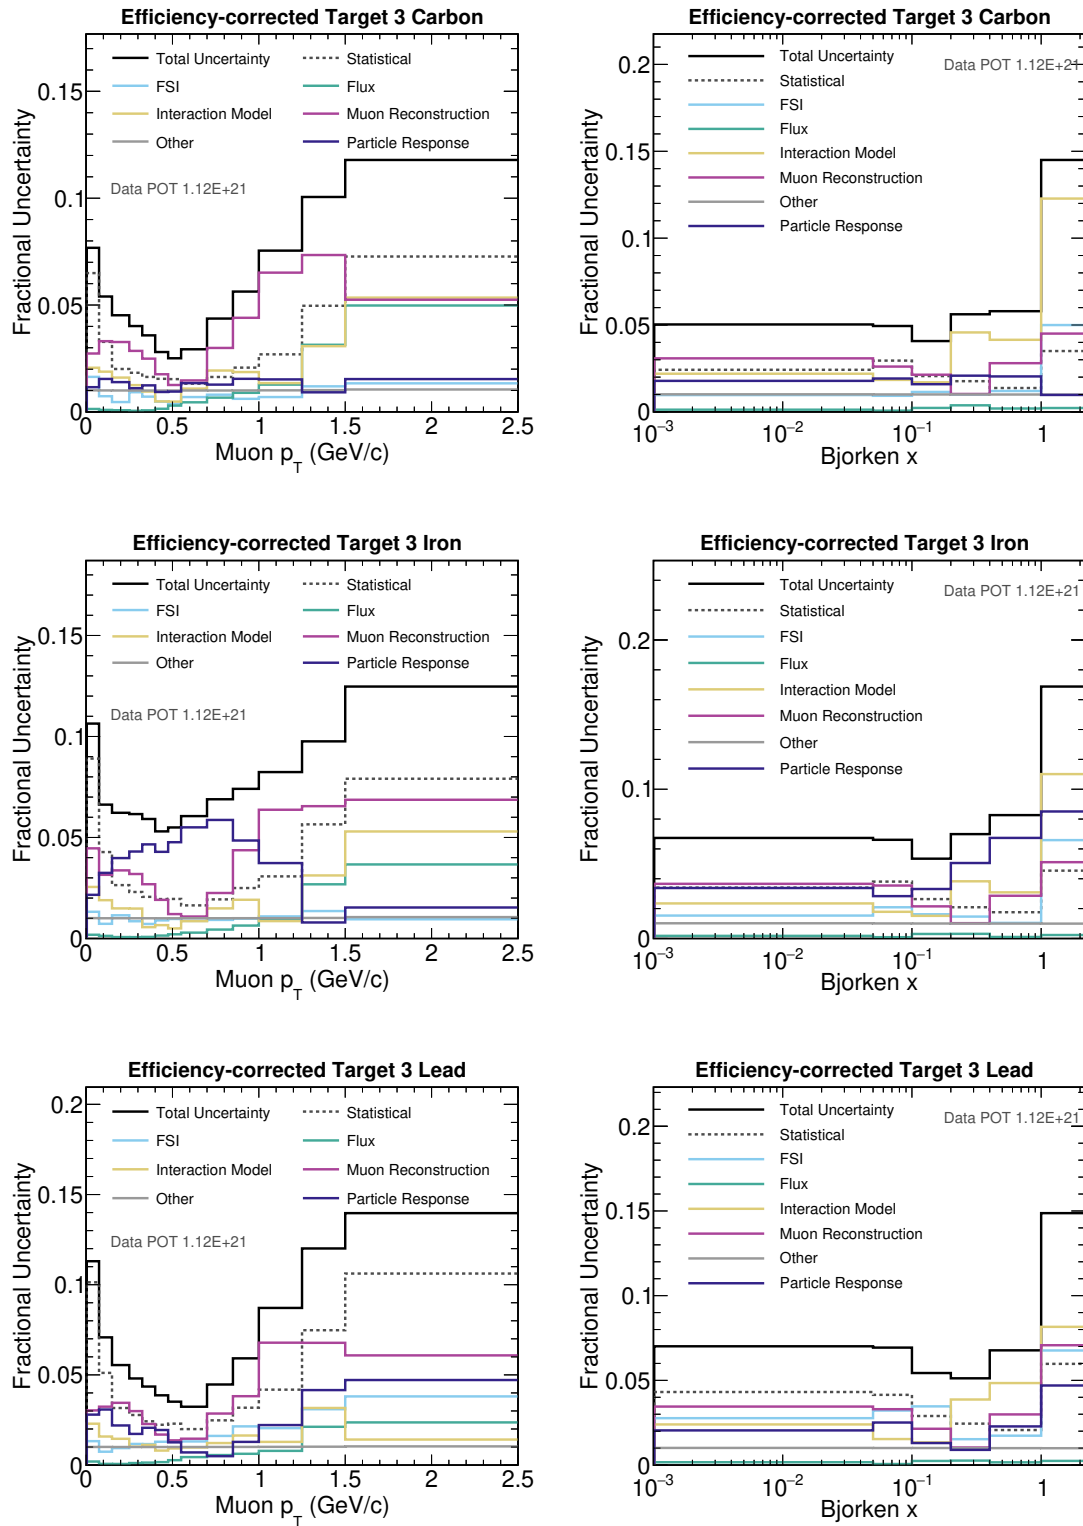 Efficiency-corrected Target 3 Carbon
Fractional Uncertainty
0.15
0.1
0.05
0
Total Uncertainty
Statistical
FSI
Flux
Interaction Model
Muon Reconstruction
Other
Particle Response
Data POT 1.12E+21
0 0.5 1 1.5 2 2.5
Muon p_T (GeV/c)
Efficiency-corrected Target 3 Carbon
Fractional Uncertainty
0.2
0.15
0.1
0.05
0
Total Uncertainty
Statistical
FSI
Flux
Interaction Model
Muon Reconstruction
Other
Particle Response
Data POT 1.12E+21
10⁻³ 10⁻² 10⁻¹ 1
Bjorken x
Efficiency-corrected Target 3 Iron
Fractional Uncertainty
0.15
0.1
0.05
0
Total Uncertainty
Statistical
FSI
Flux
Interaction Model
Muon Reconstruction
Other
Particle Response
Data POT 1.12E+21
0 0.5 1 1.5 2 2.5
Muon p_T (GeV/c)
Efficiency-corrected Target 3 Iron
Fractional Uncertainty
0.2
0.1
0
Total Uncertainty
Statistical
FSI
Flux
Interaction Model
Muon Reconstruction
Other
Particle Response
Data POT 1.12E+21
10⁻³ 10⁻² 10⁻¹ 1
Bjorken x
Efficiency-corrected Target 3 Lead
Fractional Uncertainty
0.2
0.15
0.1
0.05
0
Total Uncertainty
Statistical
FSI
Flux
Interaction Model
Muon Reconstruction
Other
Particle Response
Data POT 1.12E+21
0 0.5 1 1.5 2 2.5
Muon p_T (GeV/c)
Efficiency-corrected Target 3 Lead
Fractional Uncertainty
0.2
0.15
0.1
0.05
0
Total Uncertainty
Statistical
FSI
Flux
Interaction Model
Muon Reconstruction
Other
Particle Response
Data POT 1.12E+21
10⁻³ 10⁻² 10⁻¹ 1
Bjorken x